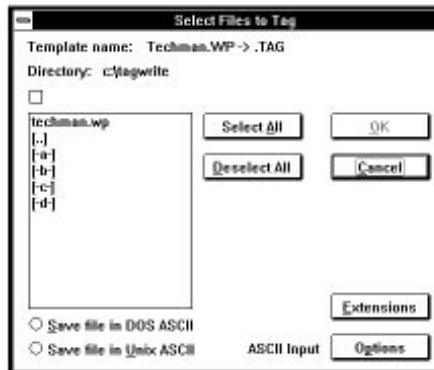 Select Files to Tag
Template name: Techman.WP -> .TAG
Directory: c:\tagwrite
techman.wp
[..]
[-a-]
[-b-]
[-c-]
[-d-]
Select All
OK
Deselect All
Cancel
Extensions
Save file in DOS ASCII
Save file in Unix ASCII
ASCII Input
Options